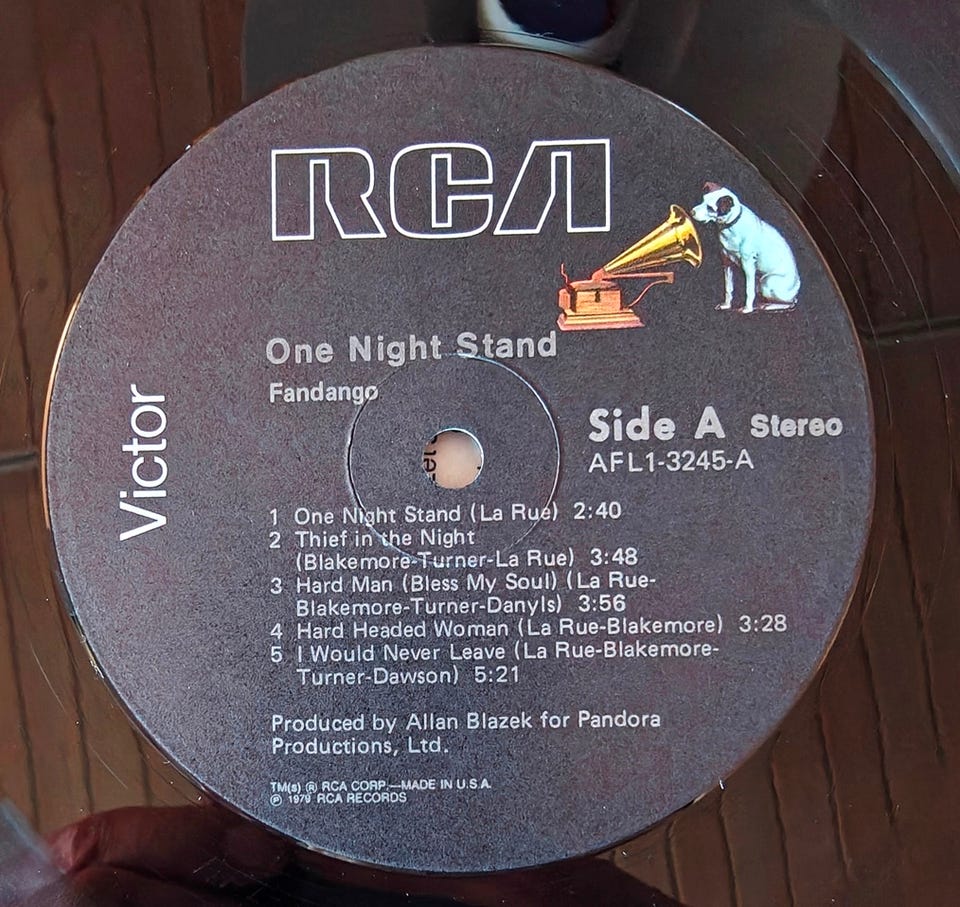 RCA
One Night Stand
Fandango
Victor
Side A Stereo
AFL1-3245-A
1 One Night Stand (La Rue) 2:40
2 Thief in the Night
(Blakemore-Turner-La Rue) 3:48
3 Hard Man (Bless My Soul) (La Rue-
Blakemore-Turner-Danyls) 3:56
4 Hard Headed Woman (La Rue-Blakemore) 3:28
5 I Would Never Leave (La Rue-Blakemore-
Turner-Dawson) 5:21
Produced by Allan Blazek for Pandora
Productions, Ltd.
TM(s) ® RCA CORP.—MADE IN U.S.A.
℗ 1979 RCA RECORDS